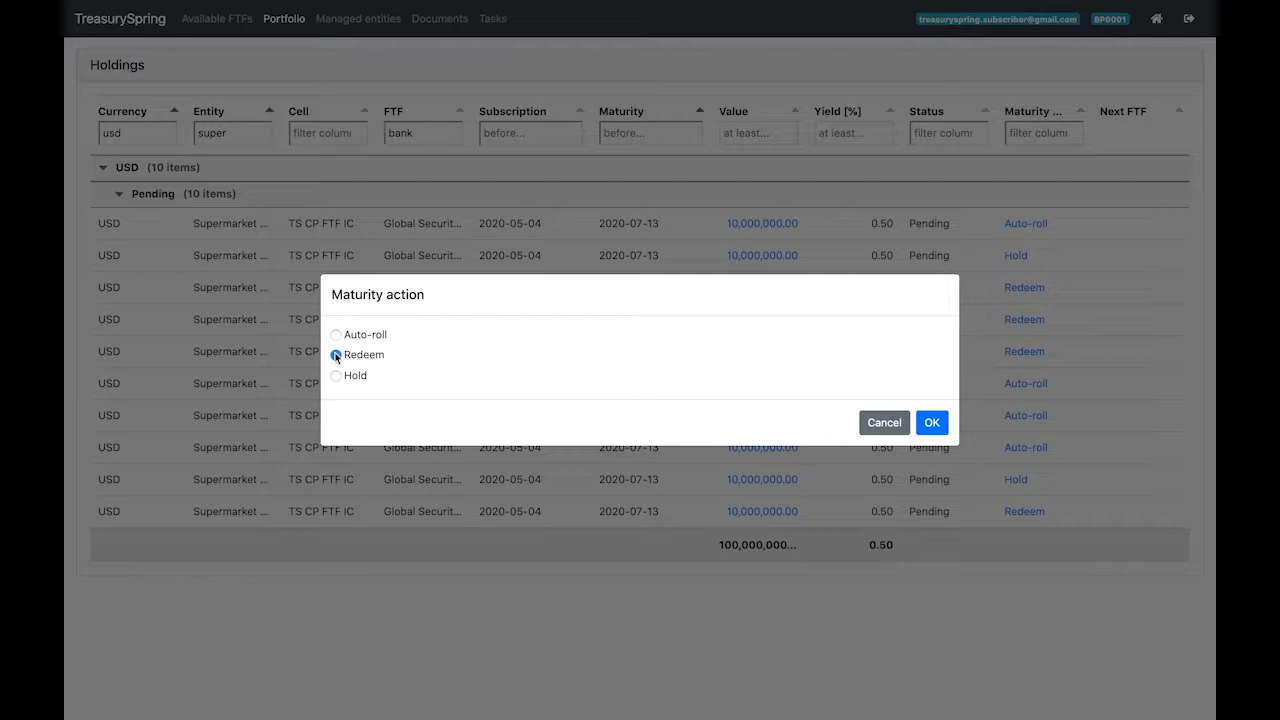 TreasurySpring Available FTFs Portfolio Managed entities Documents Tasks treasuryspring.subscriber@gmail.com BP0001
Holdings
Currency Entity Cell FTF Subscription Maturity Value Yield [%] Status Maturity ... Next FTF
usd super filter colum bank before... before... at least... at least... filter colum filter colum
USD (10 items)
Pending (10 items)
USD Supermarket ... TS CP FTF IC Global Securit... 2020-05-04 2020-07-13 10,000,000.00 0.50 Pending Auto-roll
USD Supermarket ... TS CP FTF IC Global Securit... 2020-05-04 2020-07-13 10,000,000.00 0.50 Pending Hold
Maturity action
USD Supermarket ... TS C Redeem
USD Supermarket ... TS C Redeem
Auto-roll
USD Supermarket ... TS C Redeem
Redeem
Hold
USD Supermarket ... TS C Auto-roll
USD Supermarket ... TS C Auto-roll
Cancel OK
USD Supermarket ... TS CP FTF IC Global Securit... 2020-05-04 2020-07-13 10,000,000.00 0.50 Pending Auto-roll
USD Supermarket ... TS CP FTF IC Global Securit... 2020-05-04 2020-07-13 10,000,000.00 0.50 Pending Hold
USD Supermarket ... TS CP FTF IC Global Securit... 2020-05-04 2020-07-13 10,000,000.00 0.50 Pending Redeem
100,000,000... 0.50